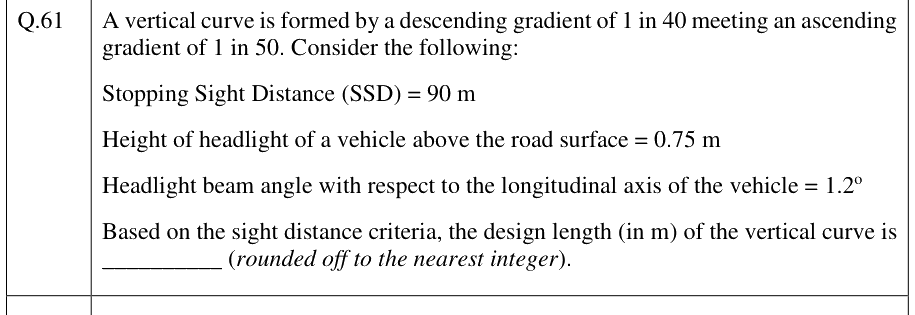 Q.61
A vertical curve is formed by a descending gradient of 1 in 40 meeting an ascending
gradient of 1 in 50. Consider the following:
Stopping Sight Distance (SSD) = 90 m
Height of headlight of a vehicle above the road surface = 0.75 m
Headlight beam angle with respect to the longitudinal axis of the vehicle = 1.2º
Based on the sight distance criteria, the design length (in m) of the vertical curve is
__________ (rounded off to the nearest integer).